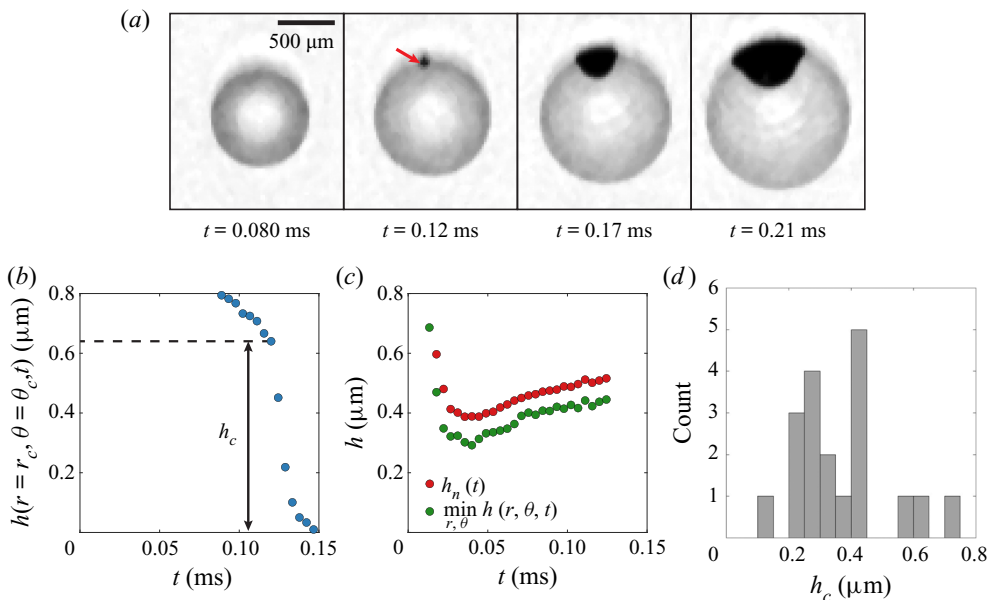 (a)
500 μm
t = 0.080 ms
t = 0.12 ms
t = 0.17 ms
t = 0.21 ms
(b)
h(r = r_c, θ = θ_c, t) (μm)
0.8
0.6
0.4
0.2
0
0.05
0.10
0.15
t (ms)
h_c
(c)
h (μm)
0.8
0.6
0.4
0.2
0
0.05
0.10
0.15
t (ms)
h_n (t)
min h (r, θ, t)
r, θ
(d)
Count
6
5
4
3
2
1
0
0.2
0.4
0.6
0.8
h_c (μm)